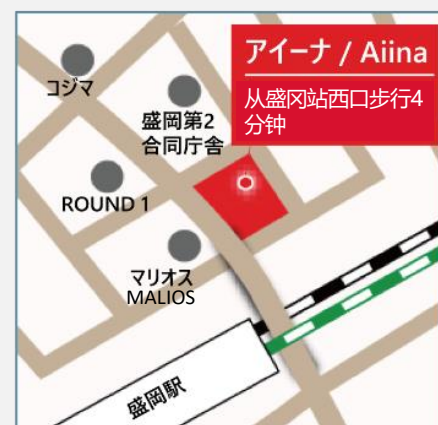 アイーナ / Aiina
从盛冈站西口步行4
分钟
コジマ
盛岡第2
合同庁舎
ROUND 1
マリオス
MALIOS
盛岡駅